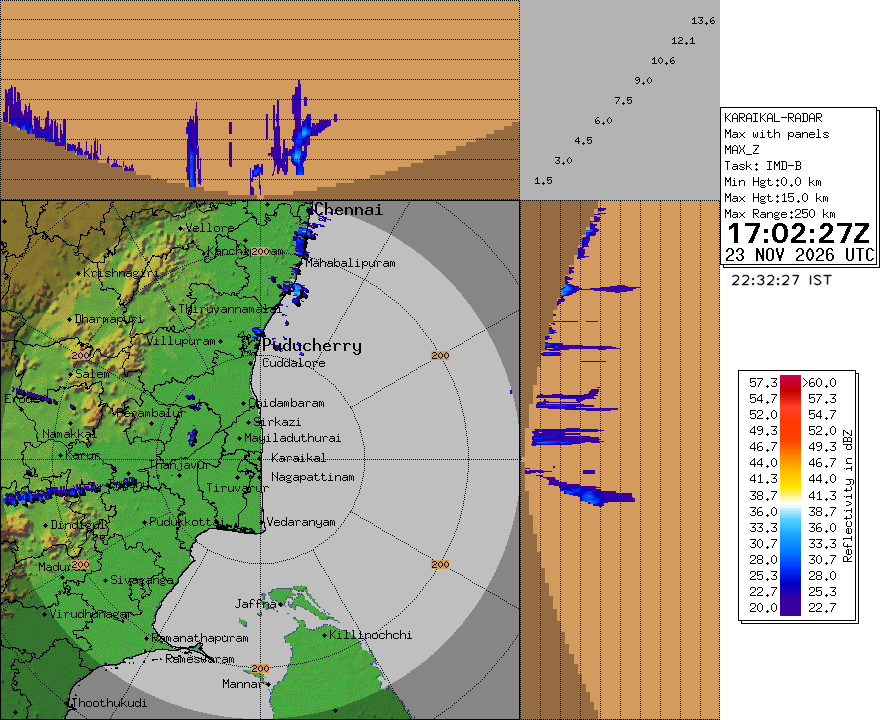 13.6
12.1
10.6
9.0
7.5
6.0
4.5
3.0
1.5
KARAIKAL-RADAR
Max with panels
MAX_Z
Task: IMD-B
Min Hgt:0.0 km
Max Hgt:15.0 km
Max Range:250 km
17:02:27Z
23 NOV 2026 UTC
22:32:27 IST
Chennai
Vellore
200
Mahabalipuram
Krishnagiri
Thiruvannamalai
Dharmapuri
Villupuram
Puducherry
200
200
Cuddalore
Salem
Erode
Chidambaram
Perambalur
Sirkazi
Namakkal
Mayiladuthurai
Karur
Karaikal
Thanjavur
Nagapattinam
Tiruvarur
Dindigul
Pudukkottai
Vedaranyam
200
200
Madurai
Sivaganga
Jaffna
Virudhunagar
Ramanathapuram
Killinochchi
Rameswaram
200
Mannar
Thoothukudi
57.3 >60.0
54.7 57.3
52.0 54.7
49.3 52.0
46.7 49.3
44.0 46.7
41.3 44.0
38.7 41.3
36.0 38.7
33.3 36.0
30.7 33.3
28.0 30.7
25.3 28.0
22.7 25.3
20.0 22.7
Reflectivity in dBZ